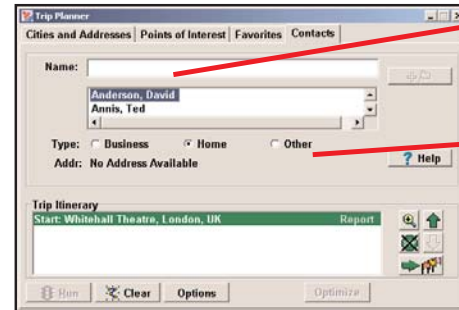 Trip Planner
Cities and Addresses Points of Interest Favorites Contacts
Name:
Anderson, David
Annis, Ted
Type: Business Home Other
Addr: No Address Available
? Help
Trip Itinerary
Start: Whitehall Theatre, London, UK Report
Run Clear Options Optimize